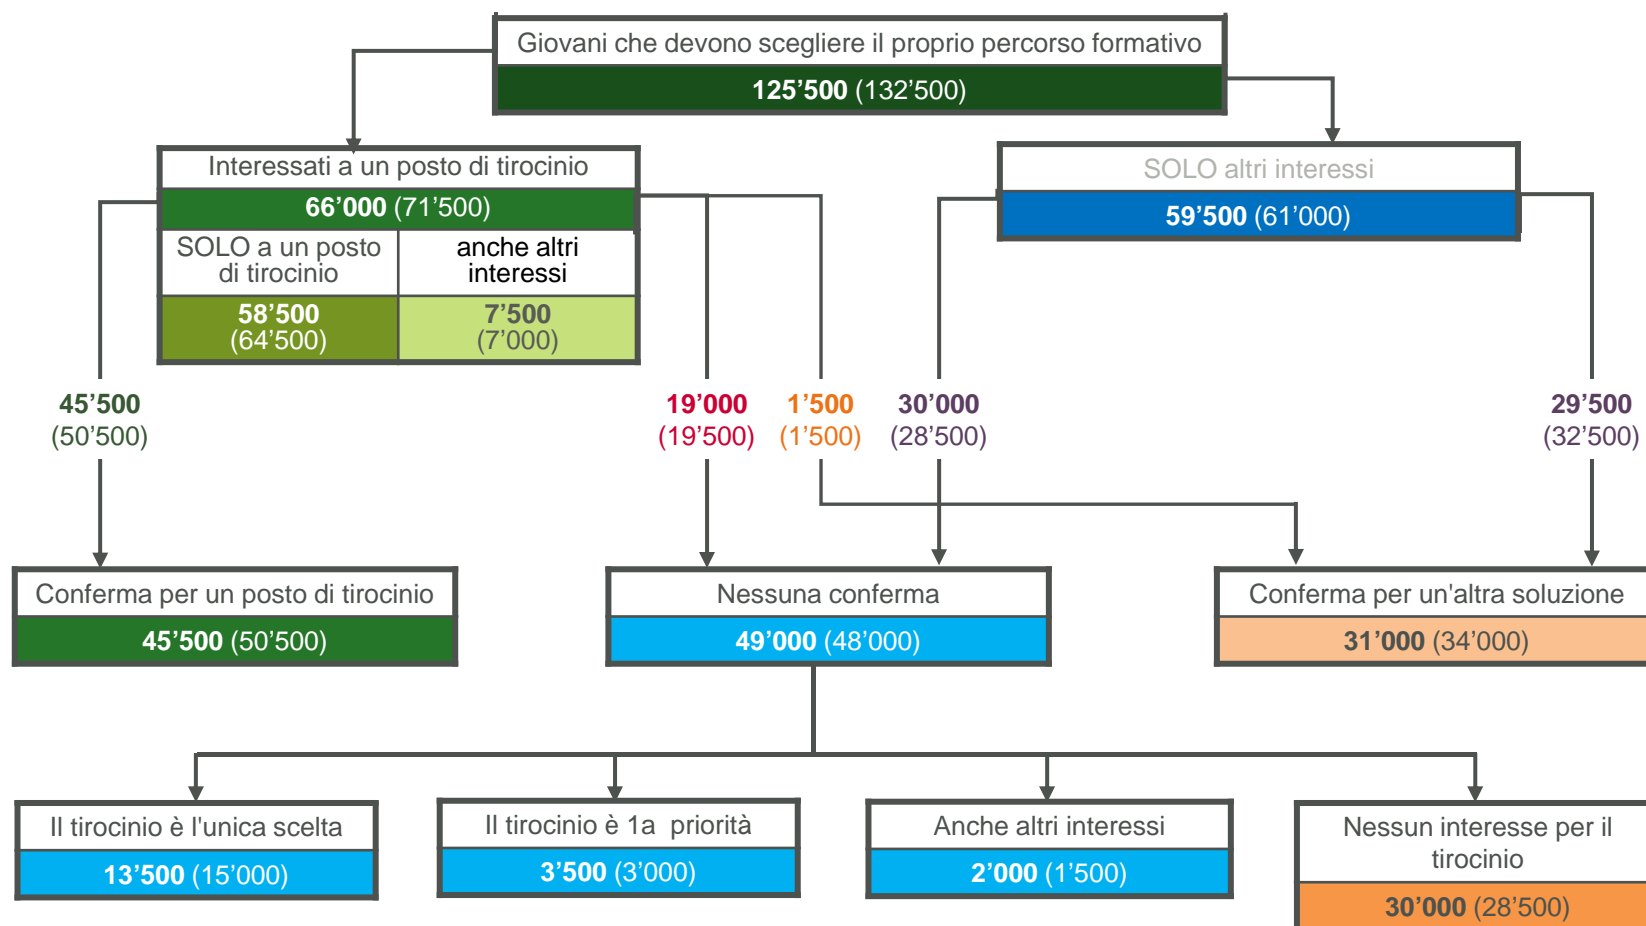 Giovani che devono scegliere il proprio percorso formativo
125’500 (132’500)
Interessati a un posto di tirocinio
66’000 (71’500)
SOLO a un posto
di tirocinio
anche altri
interessi
58’500
(64’500)
7’500
(7’000)
SOLO altri interessi
59’500 (61’000)
45’500
(50’500)
19’000
(19’500)
1’500
(1’500)
30’000
(28’500)
29’500
(32’500)
Conferma per un posto di tirocinio
45’500 (50’500)
Nessuna conferma
49’000 (48’000)
Conferma per un'altra soluzione
31’000 (34’000)
Il tirocinio è l'unica scelta
13’500 (15’000)
Il tirocinio è 1a priorità
3’500 (3’000)
Anche altri interessi
2’000 (1’500)
Nessun interesse per il
tirocinio
30’000 (28’500)